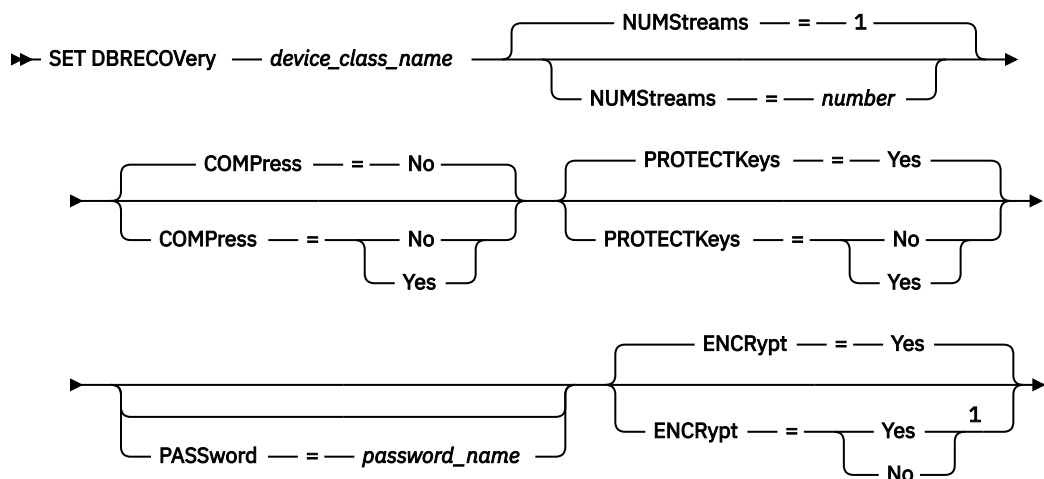 NUMStreams = 1
SET DBRECOVery device_class_name
NUMStreams = number
COMPress = No PROTECTKeys = Yes
COMPress = No PROTECTKeys = No
Yes Yes
ENCRypt = Yes
PASSword = password_name ENCRypt = Yes 1
No